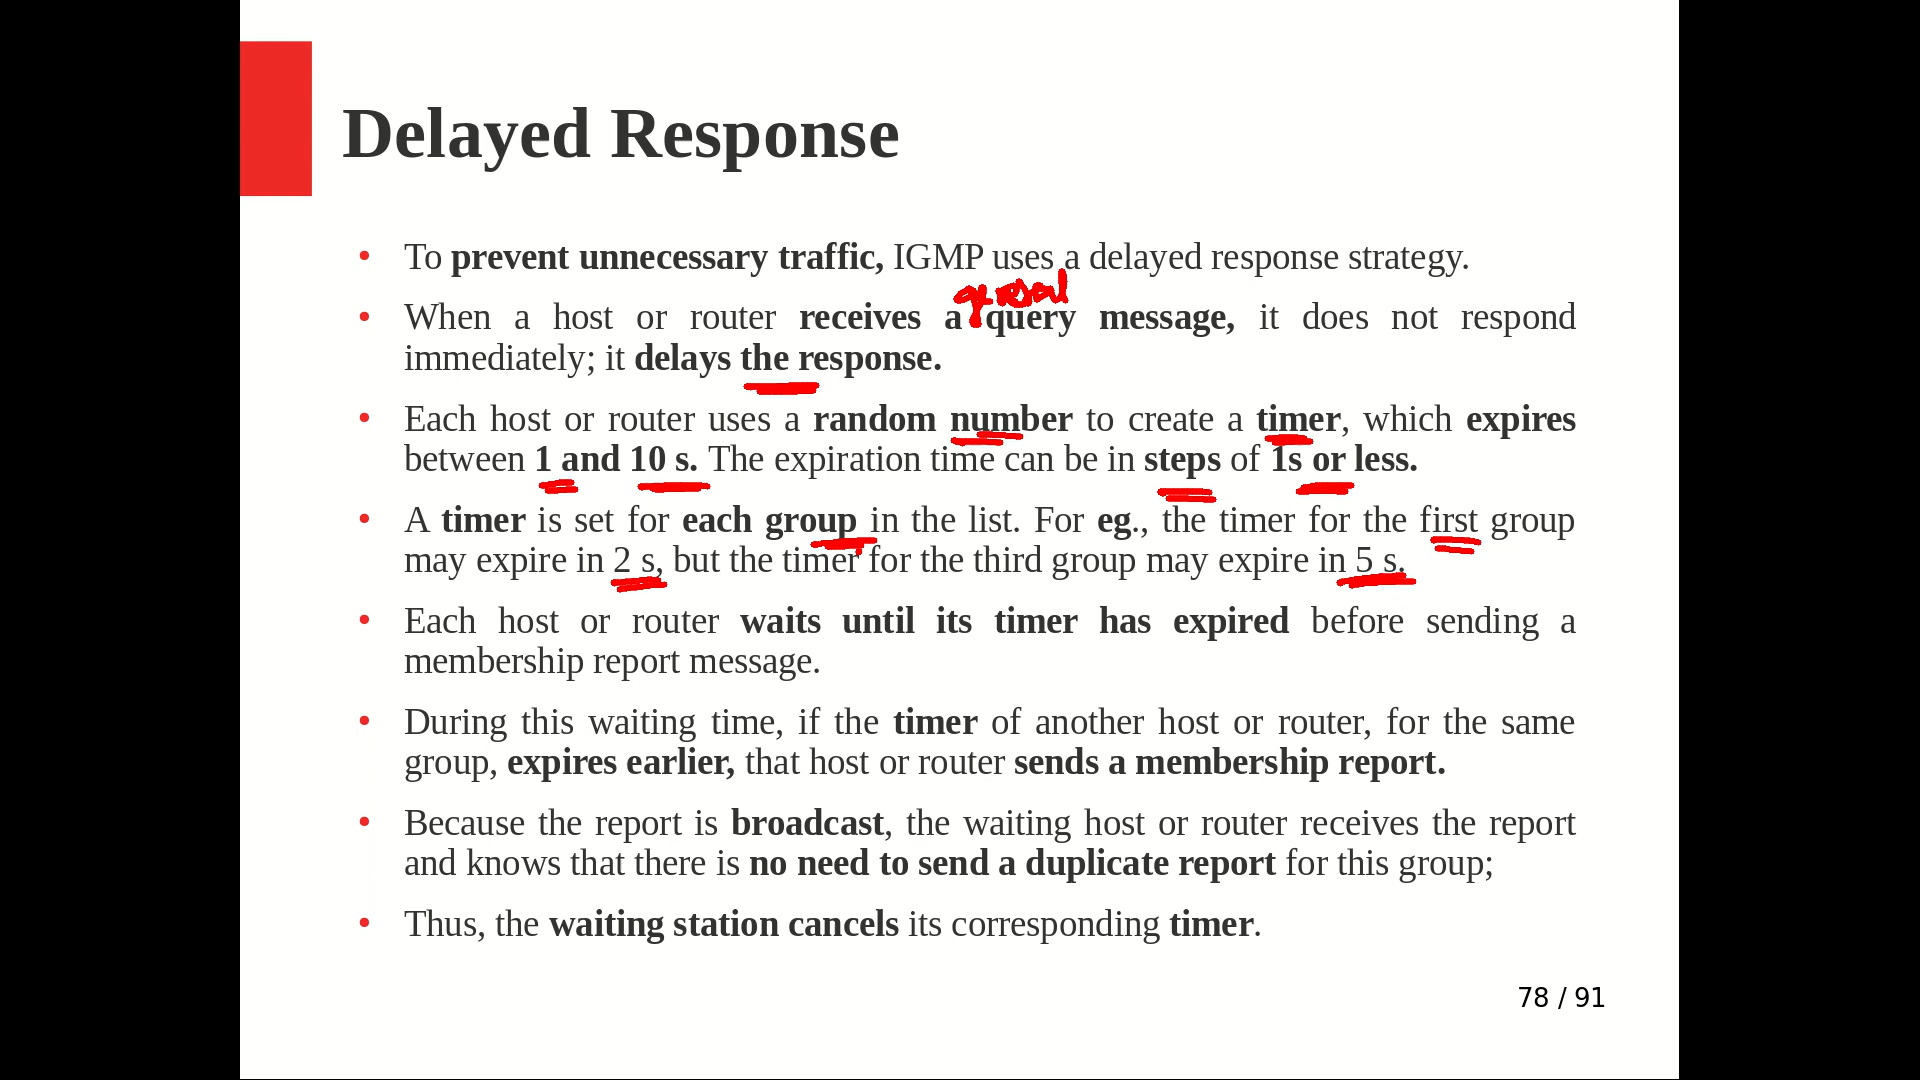 Delayed Response
• To prevent unnecessary traffic, IGMP uses a delayed response strategy.
• When a host or router receives a query message, it does not respond
immediately; it delays the response.
• Each host or router uses a random number to create a timer, which expires
between 1 and 10 s. The expiration time can be in steps of 1s or less.
• A timer is set for each group in the list. For eg., the timer for the first group
may expire in 2 s, but the timer for the third group may expire in 5 s.
• Each host or router waits until its timer has expired before sending a
membership report message.
• During this waiting time, if the timer of another host or router, for the same
group, expires earlier, that host or router sends a membership report.
• Because the report is broadcast, the waiting host or router receives the report
and knows that there is no need to send a duplicate report for this group;
• Thus, the waiting station cancels its corresponding timer.
78 / 91